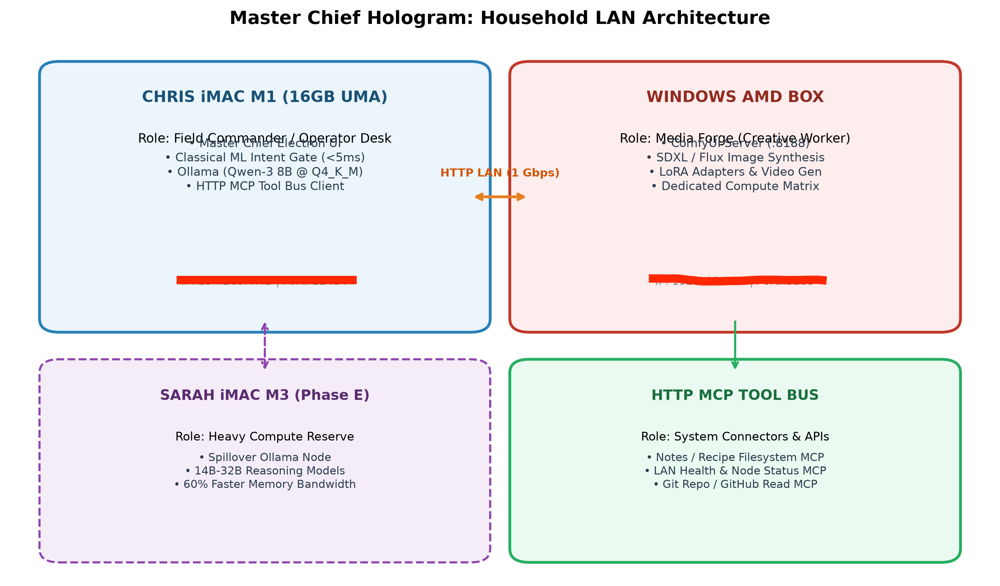 Master Chief Hologram: Household LAN Architecture
CHRIS iMAC M1 (16GB UMA)
Role: Field Commander / Operator Desk
• Master Chief Electron UI
• Classical ML Intent Gate (<5ms)
• Ollama (Qwen-3 8B @ Q4_K_M)
• HTTP MCP Tool Bus Client
HTTP LAN (1 Gbps)
WINDOWS AMD BOX
Role: Media Forge (Creative Worker)
• ComfyUI Server (:8188)
• SDXL / Flux Image Synthesis
• LoRA Adapters & Video Gen
• Dedicated Compute Matrix
SARAH iMAC M3 (Phase E)
Role: Heavy Compute Reserve
• Spillover Ollama Node
• 14B-32B Reasoning Models
• 60% Faster Memory Bandwidth
HTTP MCP TOOL BUS
Role: System Connectors & APIs
• Notes / Recipe Filesystem MCP
• LAN Health & Node Status MCP
• Git Repo / GitHub Read MCP